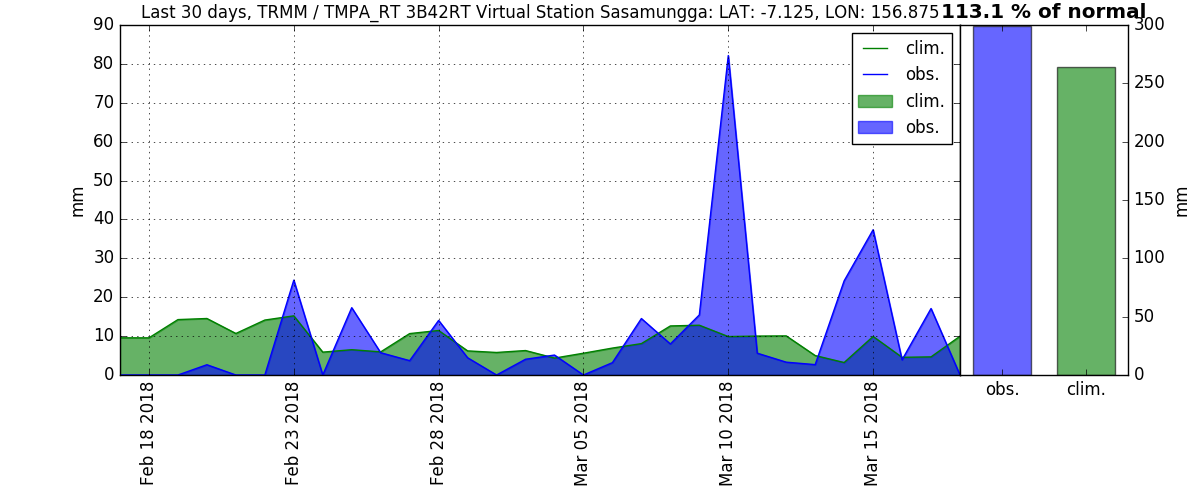 Last 30 days, TRMM / TMPA_RT 3B42RT Virtual Station Sasamungga: LAT: -7.125, LON: 156.875
113.1 % of normal
90
80
70
60
50
40
30
20
10
0
mm
clim.
obs.
clim.
obs.
300
250
200
150
100
50
0
mm
obs.
clim.
Feb 18 2018
Feb 23 2018
Feb 28 2018
Mar 05 2018
Mar 10 2018
Mar 15 2018